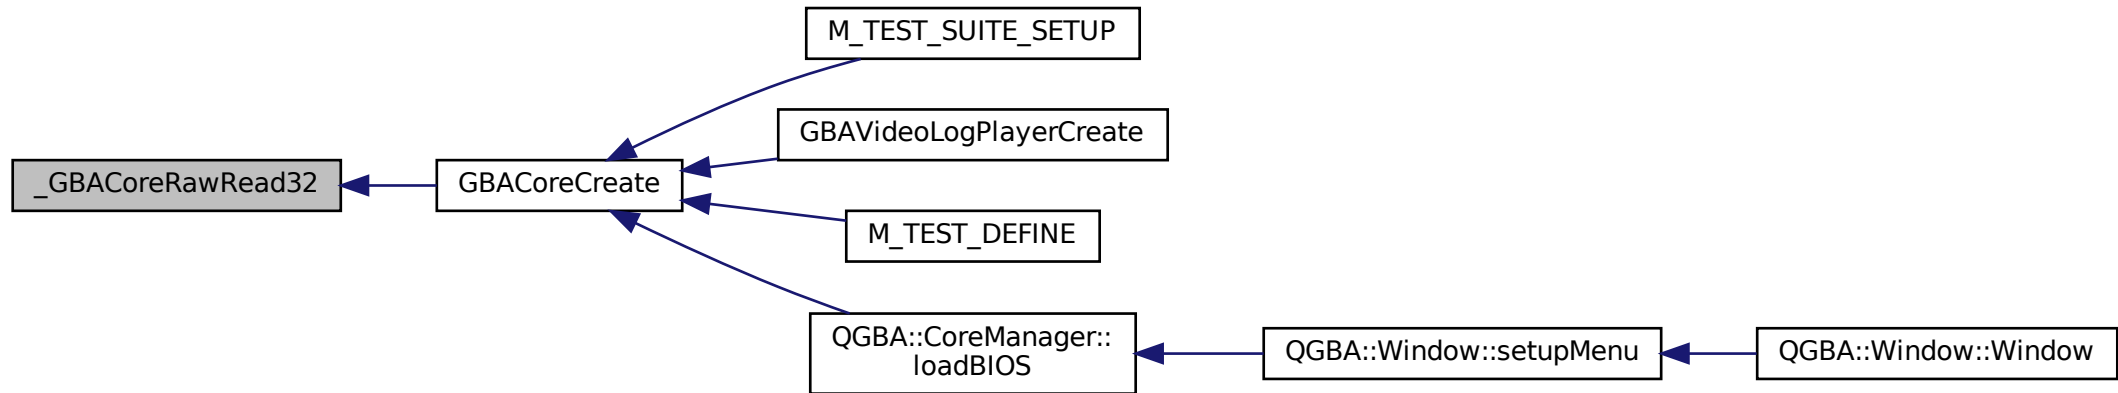 M_TEST_SUITE_SETUP
GBAVideoLogPlayerCreate
_GBACoreRawRead32
GBACoreCreate
M_TEST_DEFINE
QGBA::CoreManager::
loadBIOS
QGBA::Window::setupMenu
QGBA::Window::Window